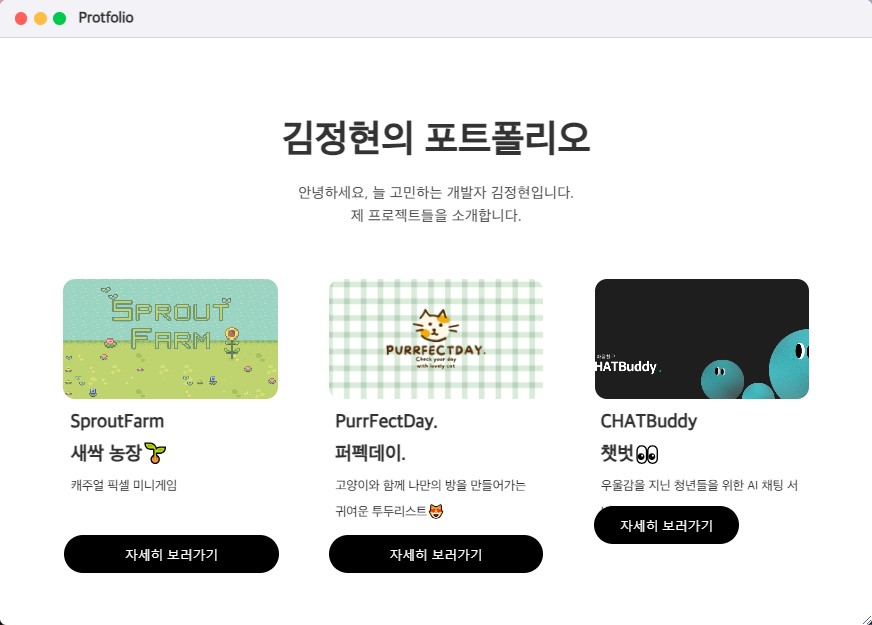 Protfolio
김정현의 포트폴리오
안녕하세요, 늘 고민하는 개발자 김정현입니다.
제 프로젝트들을 소개합니다.
SPROUT
FARM
SproutFarm
새싹 농장🌱
캐주얼 픽셀 미니게임
자세히 보러가기
PURRFECTDAY.
Check your day
with lovely cat
PurrFectDay.
퍼펙데이.
고양이와 함께 나만의 방을 만들어가는
귀여운 투두리스트😻
자세히 보러가기
HATBuddy.
CHATBuddy
챗벗👀
우울감을 지닌 청년들을 위한 AI 채팅 서
자세히 보러가기